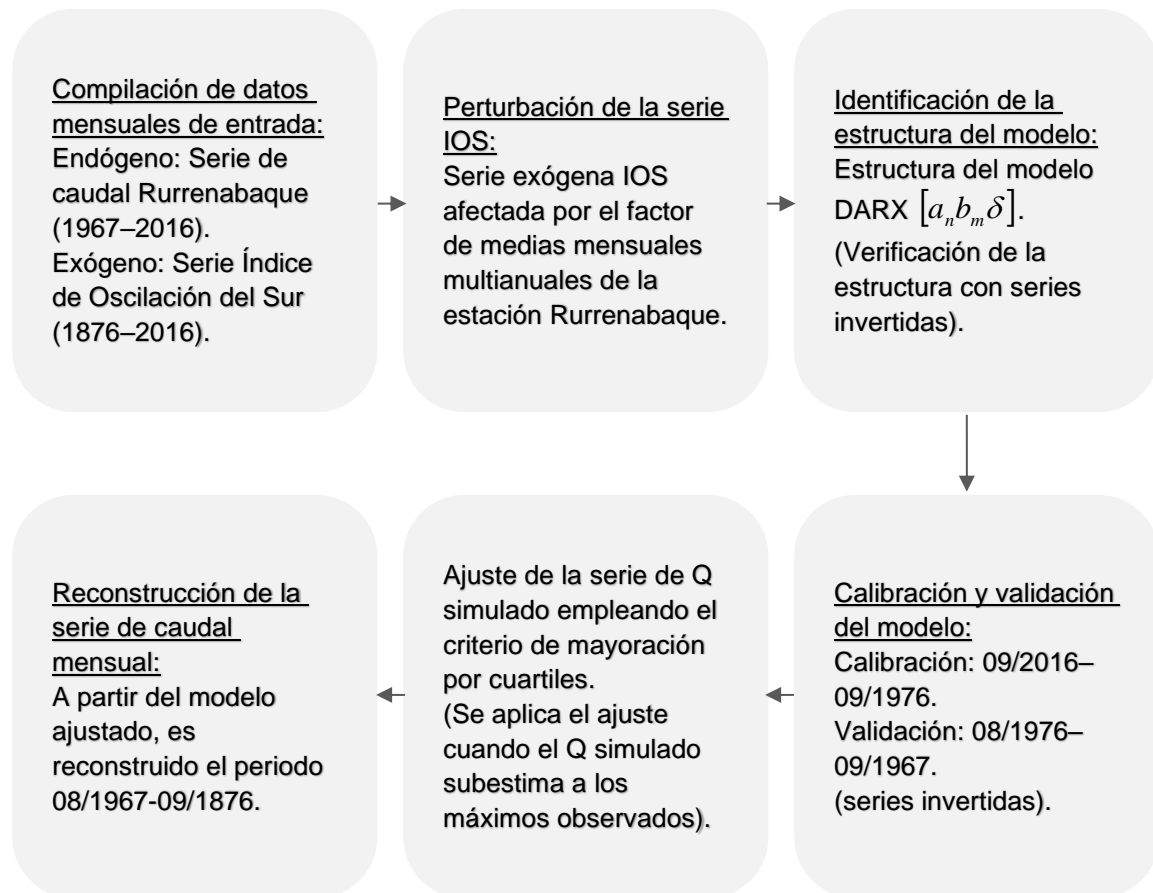 Compilación de datos
mensuales de entrada:
Endógeno: Serie de
caudal Rurrenabaque
(1967–2016).
Exógeno: Serie Índice
de Oscilación del Sur
(1876–2016).
Perturbación de la serie
IOS:
Serie exógena IOS
afectada por el factor
de medias mensuales
multianuales de la
estación Rurrenabaque.
Identificación de la
estructura del modelo:
Estructura del modelo
DARX [aₙbₘδ].
(Verificación de la
estructura con series
invertidas).
Calibración y validación
del modelo:
Calibración: 09/2016–
09/1976.
Validación: 08/1976–
09/1967.
(series invertidas).
Ajuste de la serie de Q
simulado empleando el
criterio de mayoración
por cuartiles.
(Se aplica el ajuste
cuando el Q simulado
subestima a los
máximos observados).
Reconstrucción de la
serie de caudal
mensual:
A partir del modelo
ajustado, es
reconstruido el periodo
08/1967-09/1876.